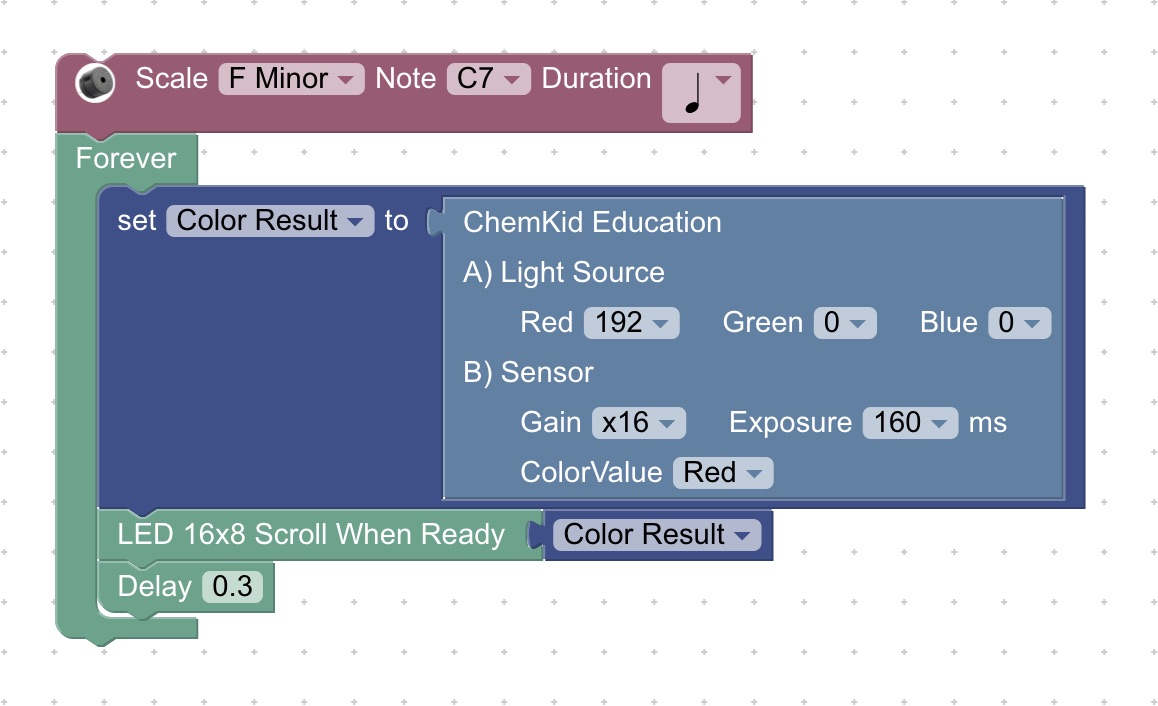 Scale F Minor Note C7 Duration
Forever
set Color Result to ChemKid Education
A) Light Source
Red 192 Green 0 Blue 0
B) Sensor
Gain x16 Exposure 160 ms
ColorValue Red
LED 16x8 Scroll When Ready Color Result
Delay 0.3